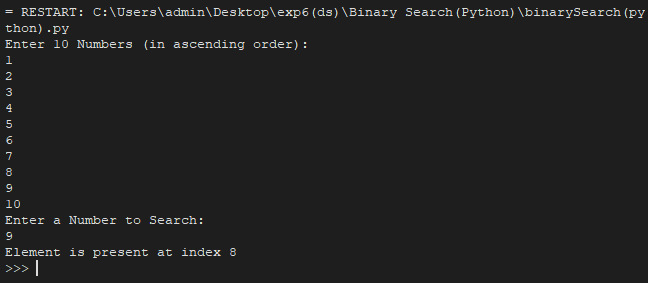 = RESTART: C:\Users\admin\Desktop\exp6(ds)\Binary Search(Python)\binarySearch(py
thon).py
Enter 10 Numbers (in ascending order):
1
2
3
4
5
6
7
8
9
10
Enter a Number to Search:
9
Element is present at index 8
>>>